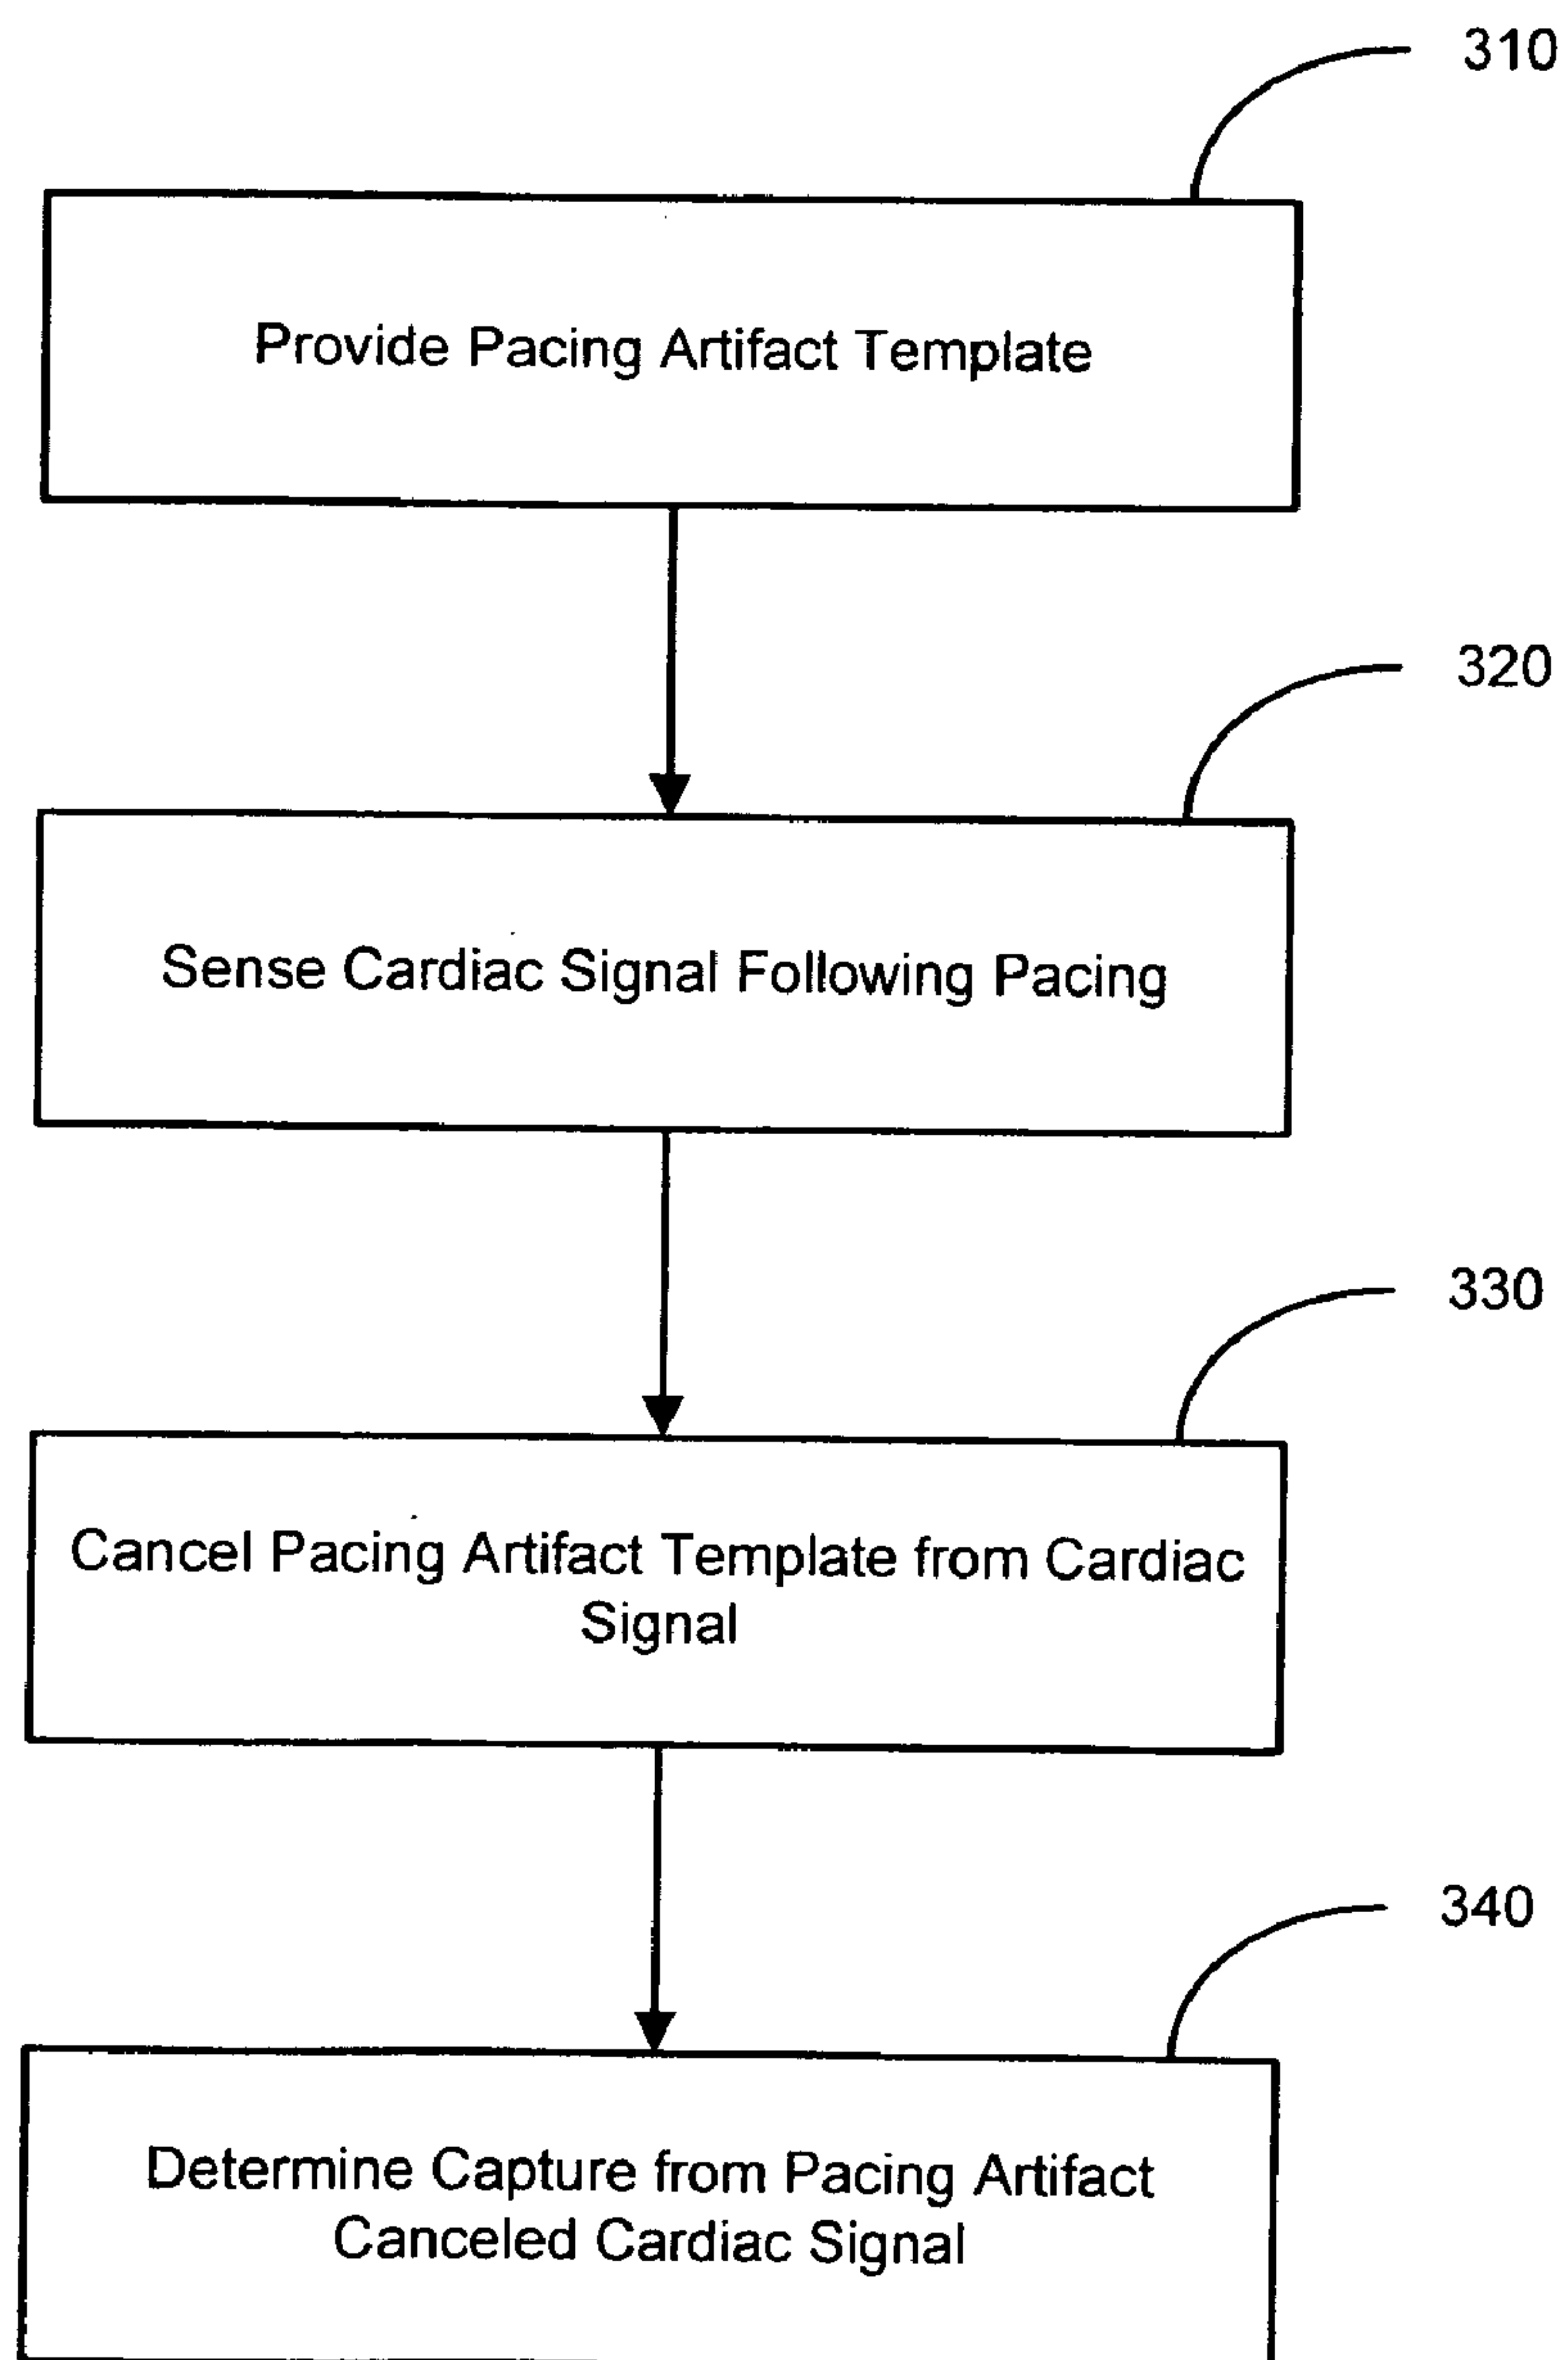 310
Provide Pacing Artifact Template
320
Sense Cardiac Signal Following Pacing
330
Cancel Pacing Artifact Template from Cardiac
Signal
340
Determine Capture from Pacing Artifact
Canceled Cardiac Signal